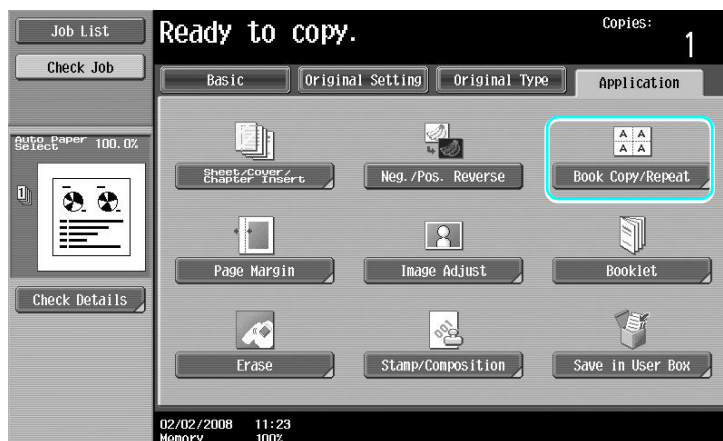 Job List
Check Job
Ready to copy.
Copies:
1
Basic
Original Setting
Original Type
Application
Auto Paper
Select
100.0%
1
Sheet/Cover/
Chapter Insert
Neg./Pos. Reverse
A A
A A
Book Copy/Repeat
Page Margin
Image Adjust
Booklet
Check Details
001
Erase
Stamp/Composition
Save in User Box
02/02/2008 11:23
Memory 100%